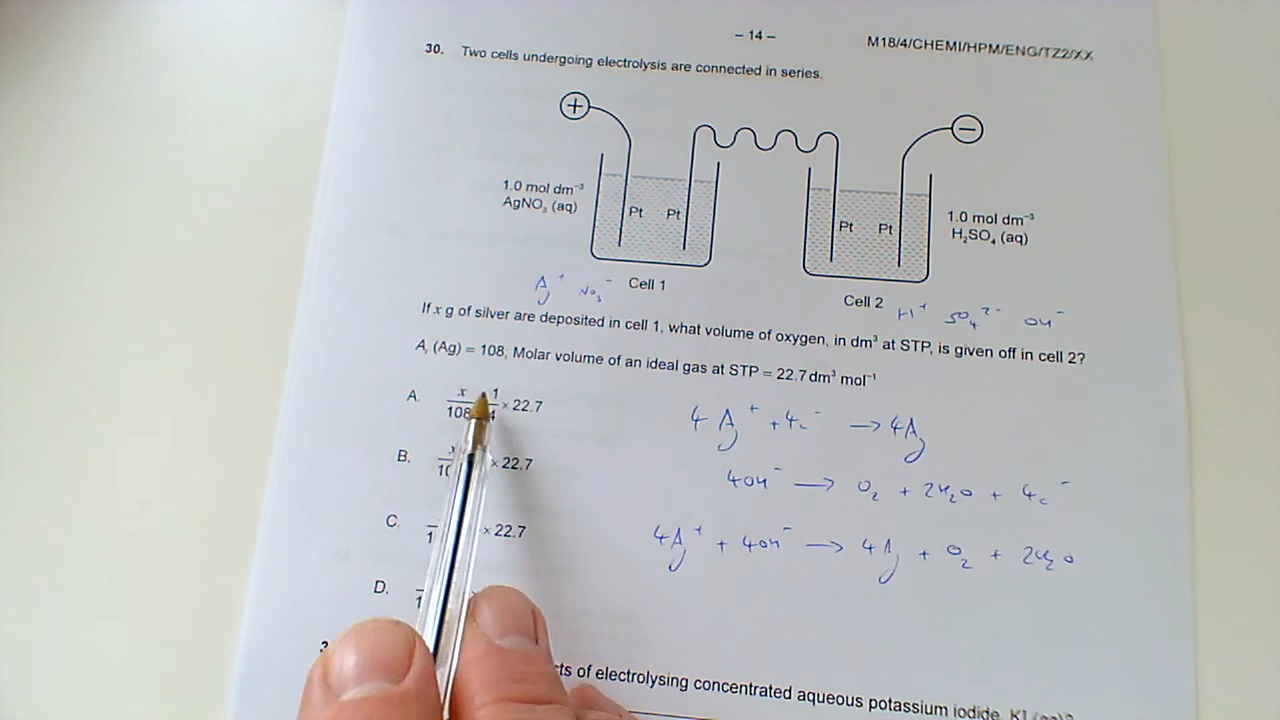 – 14 –
M18/4/CHEMI/HPM/ENG/TZ2/XX
30. Two cells undergoing electrolysis are connected in series.
+
−
1.0 mol dm⁻³
AgNO₃ (aq)
Pt Pt
Pt Pt
1.0 mol dm⁻³
H₂SO₄ (aq)
Cell 1
Cell 2
Ag⁺ NO₃⁻
H⁺ SO₄²⁻ OH⁻
If x g of silver are deposited in cell 1, what volume of oxygen, in dm³ at STP, is given off in cell 2?
Aᵣ (Ag) = 108; Molar volume of an ideal gas at STP = 22.7 dm³ mol⁻¹
A. x/108 1/4 × 22.7
B. × 22.7
C. × 22.7
D.
4Ag⁺ + 4e⁻ → 4Ag
4OH⁻ → O₂ + 2H₂O + 4e⁻
4Ag⁺ + 4OH⁻ → 4Ag + O₂ + 2H₂O
of electrolysing concentrated aqueous potassium iodide, KI (aq)?